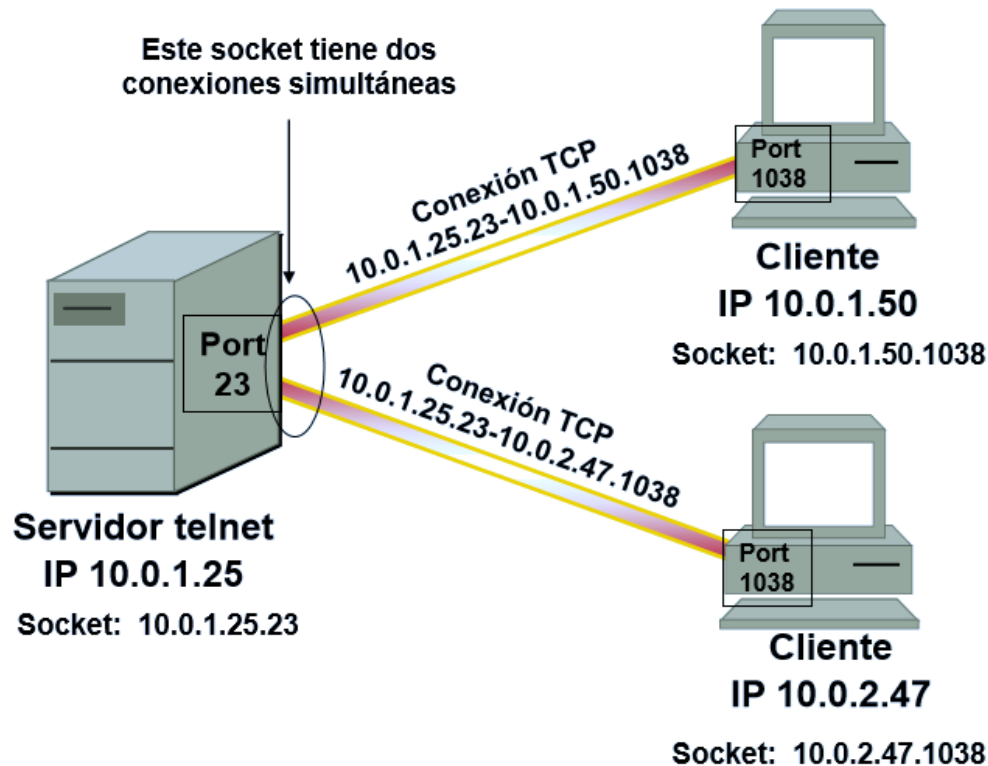 Este socket tiene dos
conexiones simultáneas
Conexión TCP
10.0.1.25.23-10.0.1.50.1038
Port
1038
Cliente
IP 10.0.1.50
Socket: 10.0.1.50.1038
Port
23
Servidor telnet
IP 10.0.1.25
Socket: 10.0.1.25.23
Conexión TCP
10.0.1.25.23-10.0.2.47.1038
Port
1038
Cliente
IP 10.0.2.47
Socket: 10.0.2.47.1038